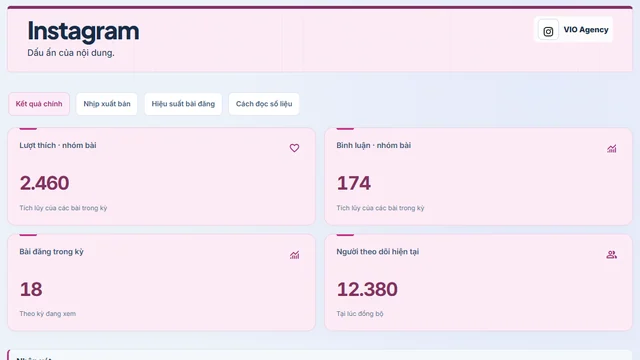 Instagram
Dấu ấn của nội dung.
VIO Agency
Kết quả chính
Nhịp xuất bản
Hiệu suất bài đăng
Cách đọc số liệu
Lượt thích · nhóm bài
2.460
Tích lũy của các bài trong kỳ
Bình luận · nhóm bài
174
Tích lũy của các bài trong kỳ
Bài đăng trong kỳ
18
Theo kỳ đang xem
Người theo dõi hiện tại
12.380
Tại lúc đồng bộ